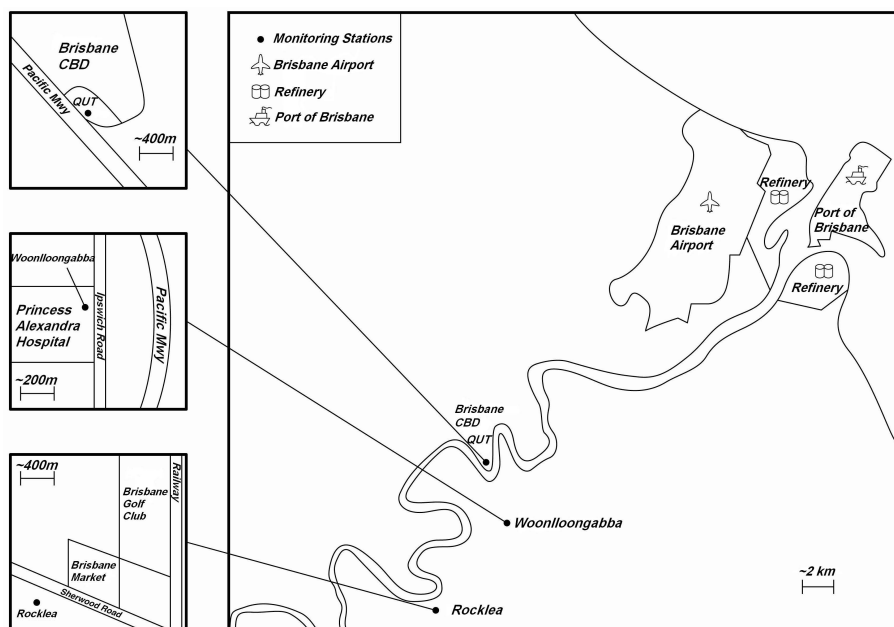 Brisbane
CBD
Pacific Mwy
QUT
~400m
Woonlloongabba
Princess
Alexandra
Hospital
Ipswich Road
Pacific Mwy
~200m
~400m
Brisbane
Golf
Club
Railway
Brisbane
Market
Sherwood Road
Rocklea
Monitoring Stations
Brisbane Airport
Refinery
Port of Brisbane
Refinery
Brisbane
Airport
Port of
Brisbane
Refinery
Brisbane
CBD
QUT
Woonlloongabba
~2 km
Rocklea